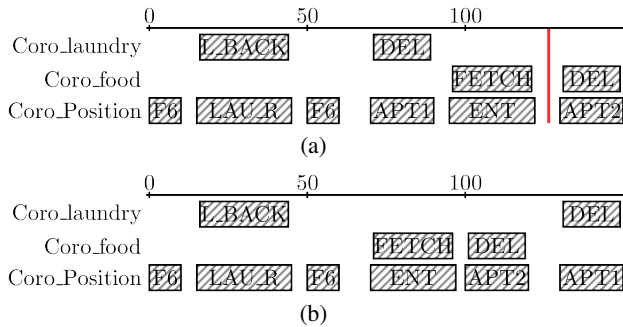 0 50 100
Coro_laundry L_BACK DEL
Coro_food FETCH DEL
Coro_Position F6 LAU_R F6 APT1 ENT APT2
(a)
0 50 100
Coro_laundry L_BACK DEL
Coro_food FETCH DEL
Coro_Position F6 LAU_R F6 ENT APT2 APT1
(b)